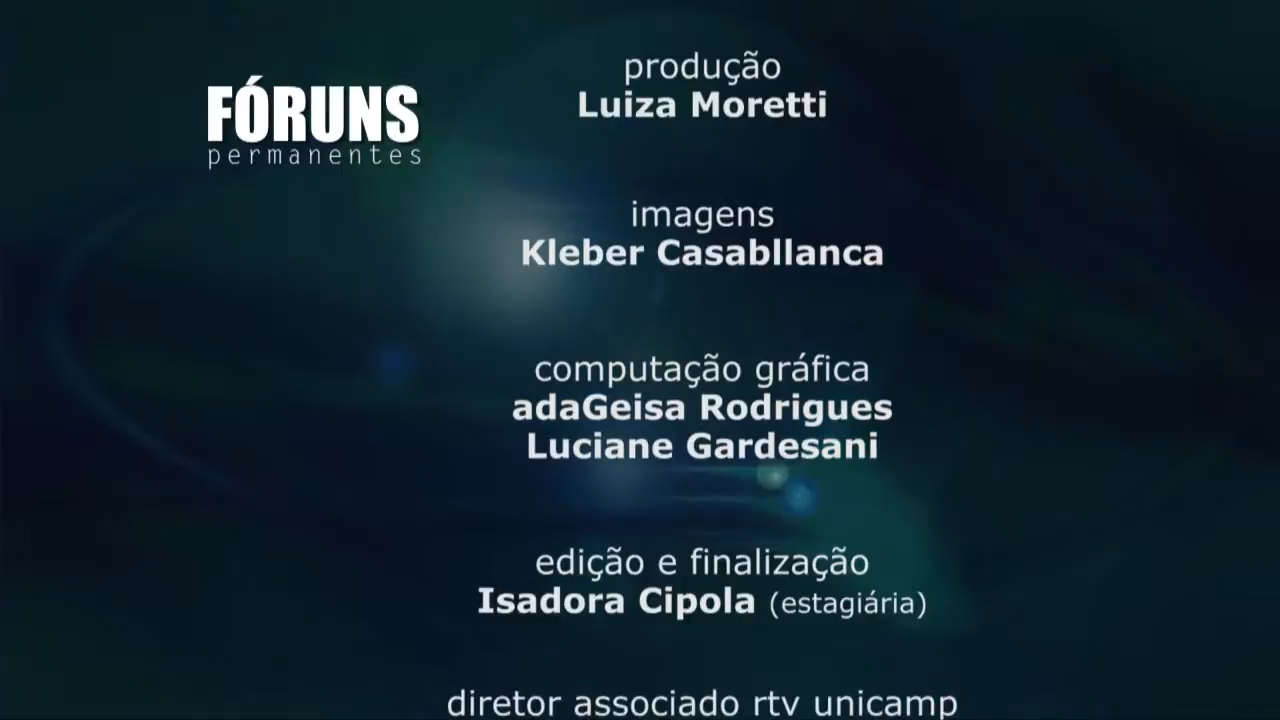 FÓRUNS
permanentes
produção
Luiza Moretti
imagens
Kleber Casabllanca
computação gráfica
adaGeisa Rodrigues
Luciane Gardesani
edição e finalização
Isadora Cipola (estagiária)
diretor associado rtv unicamp